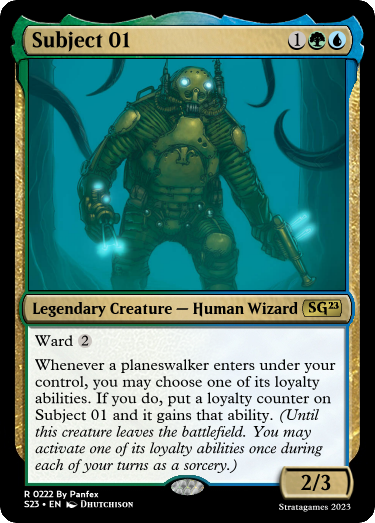 Subject 01 1
Legendary Creature — Human Wizard SG23
Ward 2
Whenever a planeswalker enters under your
control, you may choose one of its loyalty
abilities. If you do, put a loyalty counter on
Subject 01 and it gains that ability. (Until
this creature leaves the battlefield. You may
activate one of its loyalty abilities once during
each of your turns as a sorcery.)
2/3
R 0222 By Panfex
S23 • EN DHUTCHISON
Stratagames 2023